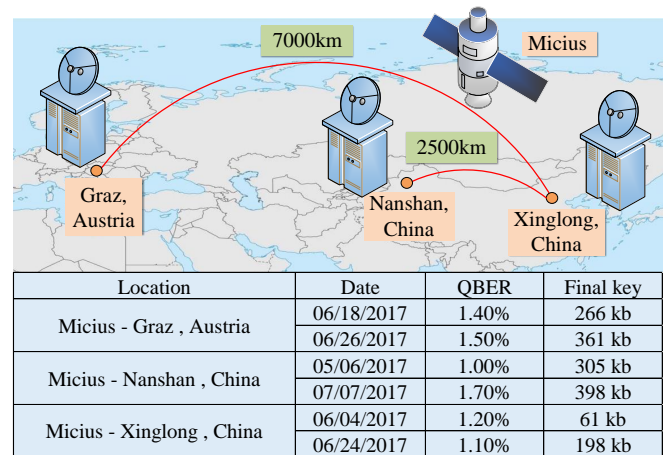 7000km
Micius
2500km
Graz,
Austria
Nanshan,
China
Xinglong,
China
Location Date QBER Final key
Micius - Graz , Austria 06/18/2017 1.40% 266 kb
06/26/2017 1.50% 361 kb
Micius - Nanshan , China 05/06/2017 1.00% 305 kb
07/07/2017 1.70% 398 kb
Micius - Xinglong , China 06/04/2017 1.20% 61 kb
06/24/2017 1.10% 198 kb